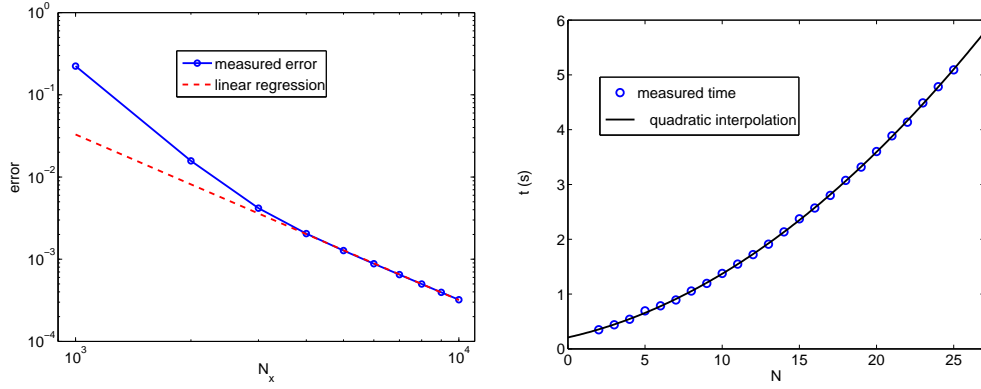 10^0
10^-1
10^-2
10^-3
10^-4
error
10^3
10^4
N_x
measured error
linear regression
6
5
4
3
2
1
0
t (s)
0
5
10
15
20
25
N
measured time
quadratic interpolation